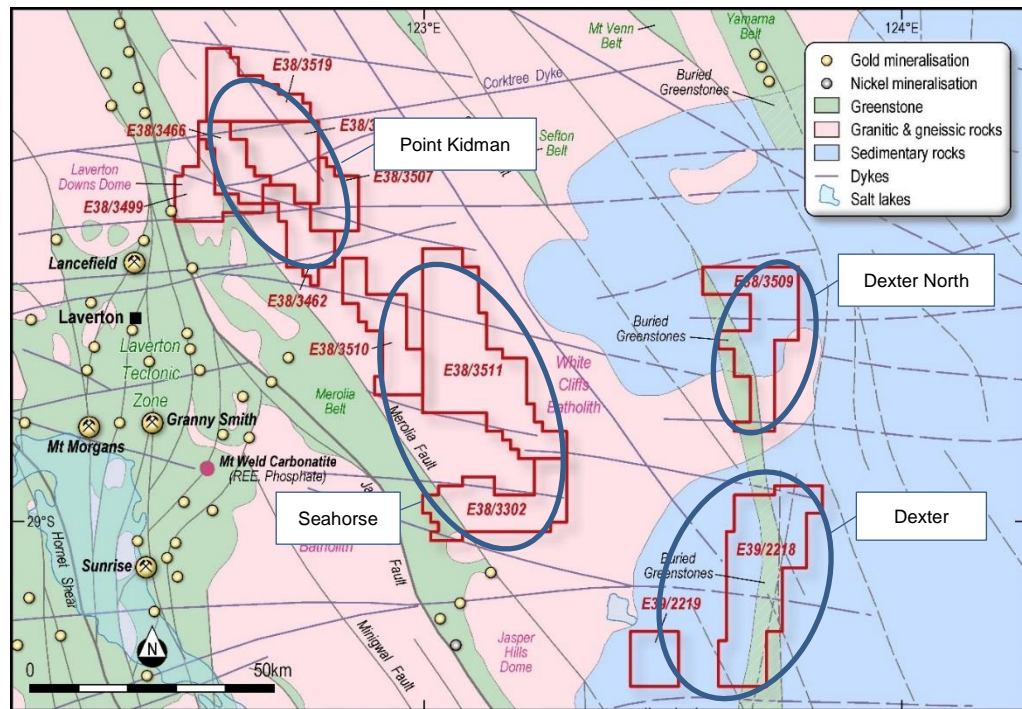 123°E
124°E
Mt Venn
Belt
Yamarna
Belt
Gold mineralisation
Nickel mineralisation
Greenstone
Granitic & gneissic rocks
Sedimentary rocks
Dykes
Salt lakes
E38/3519
Corktree Dyke
Buried
Greenstones
E38/3466
E38/3
Point Kidman
Sefton
Belt
Laverton
Downs Dome
E38/3507
E38/3499
Lancefield
E38/3462
E38/3509
Dexter North
Laverton
Buried
Greenstones
Laverton
Tectonic
Zone
E38/3510
E38/3511
White
Cliffs
Batholith
Merolia
Belt
Granny Smith
Mt Morgans
Merolia Fault
Mt Weld Carbonatite
(REE, Phosphate)
E38/3302
Seahorse
Dexter
29°S
Batholith
Hornet Shear
Fault
E39/2218
Buried
Greenstones
Sunrise
E39/2219
N
Minigwal Fault
Jasper
Hills
Dome
0
50km